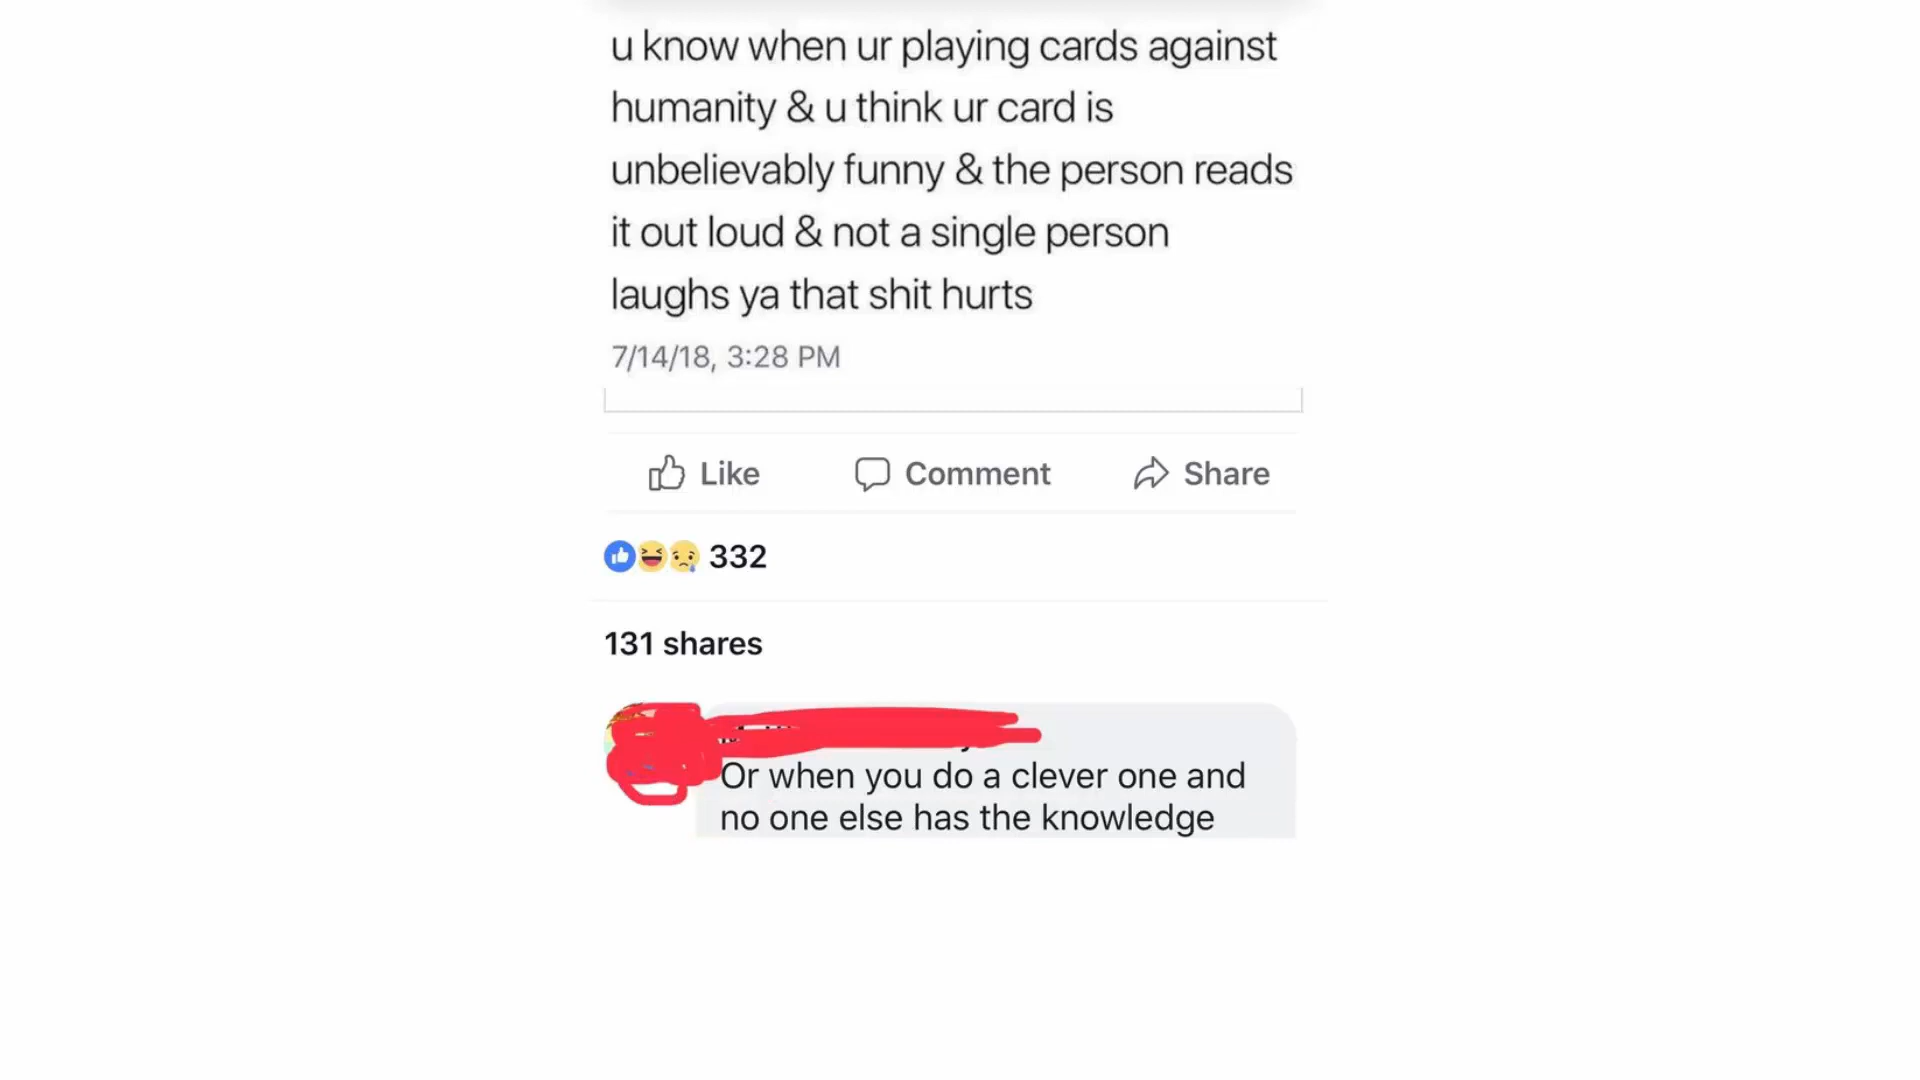 u know when ur playing cards against
humanity & u think ur card is
unbelievably funny & the person reads
it out loud & not a single person
laughs ya that shit hurts
7/14/18, 3:28 PM
Like
Comment
Share
332
131 shares
Or when you do a clever one and
no one else has the knowledge